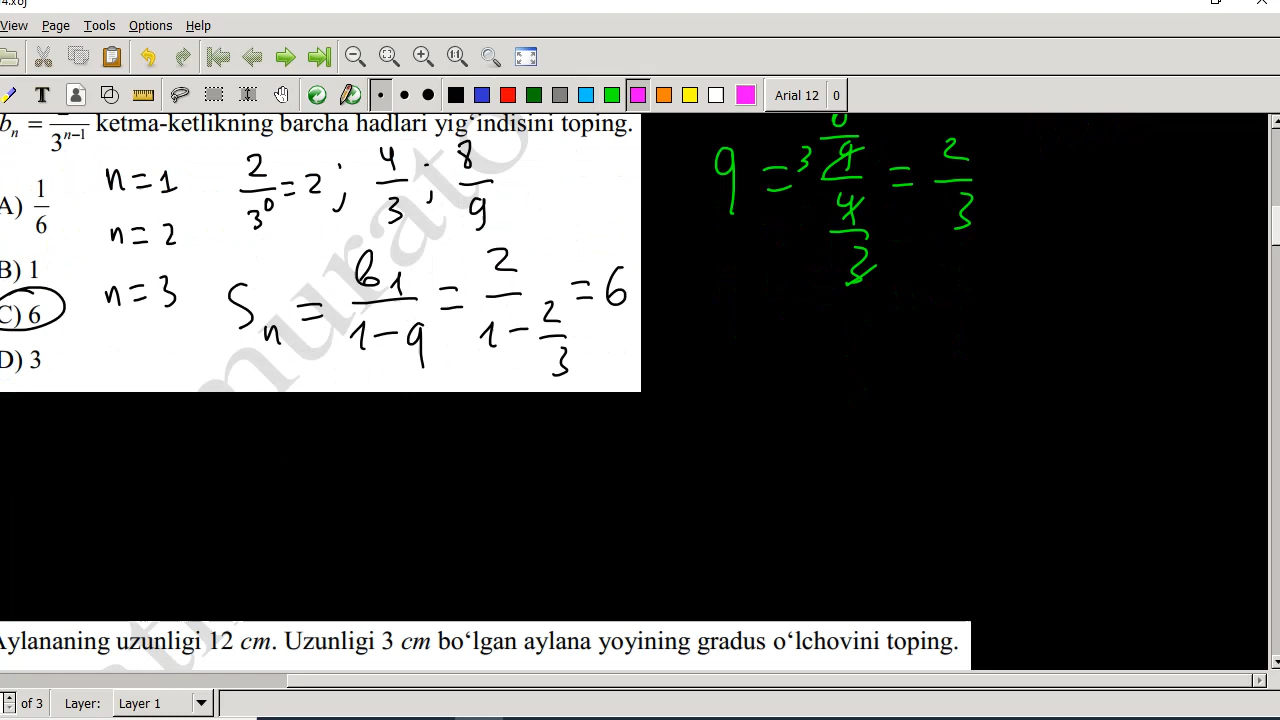 4.xoj
View Page Tools Options Help
T Arial 12 0
bₙ = 3ⁿ⁻¹ ketma-ketlikning barcha hadlari yig‘indisini toping.
A) 1/6
B) 1
C) 6
D) 3
n = 1 2/3⁰ = 2 ; 4/3 ; 8/9
n = 2
n = 3 Sₙ = b₁/(1 − q) = 2/(1 − 2/3) = 6
q = = 2/3
Aylananing uzunligi 12 cm. Uzunligi 3 cm bo‘lgan aylana yoyining gradus o‘lchovini toping.
of 3 Layer: Layer 1